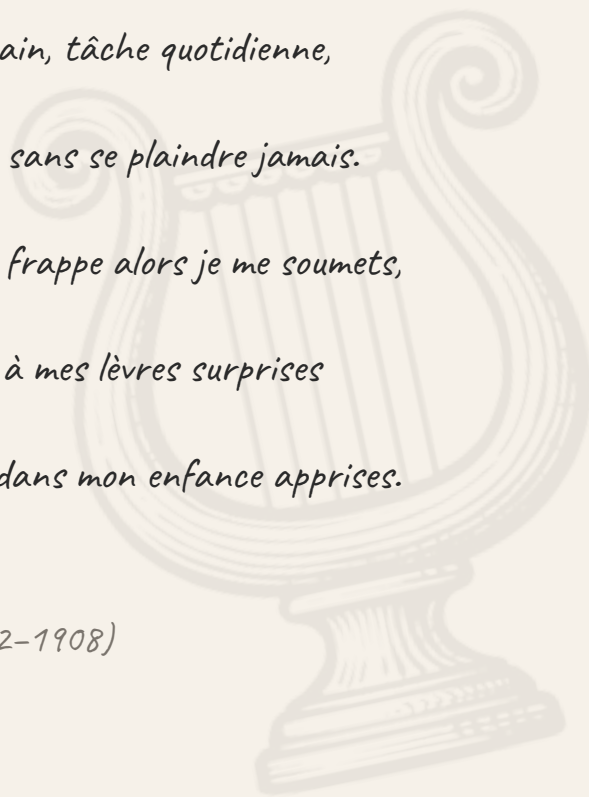 ain, tâche quotidienne,
sans se plaindre jamais.
frappe alors je me soumets,
à mes lèvres surprises
dans mon enfance apprises.
2–1908)